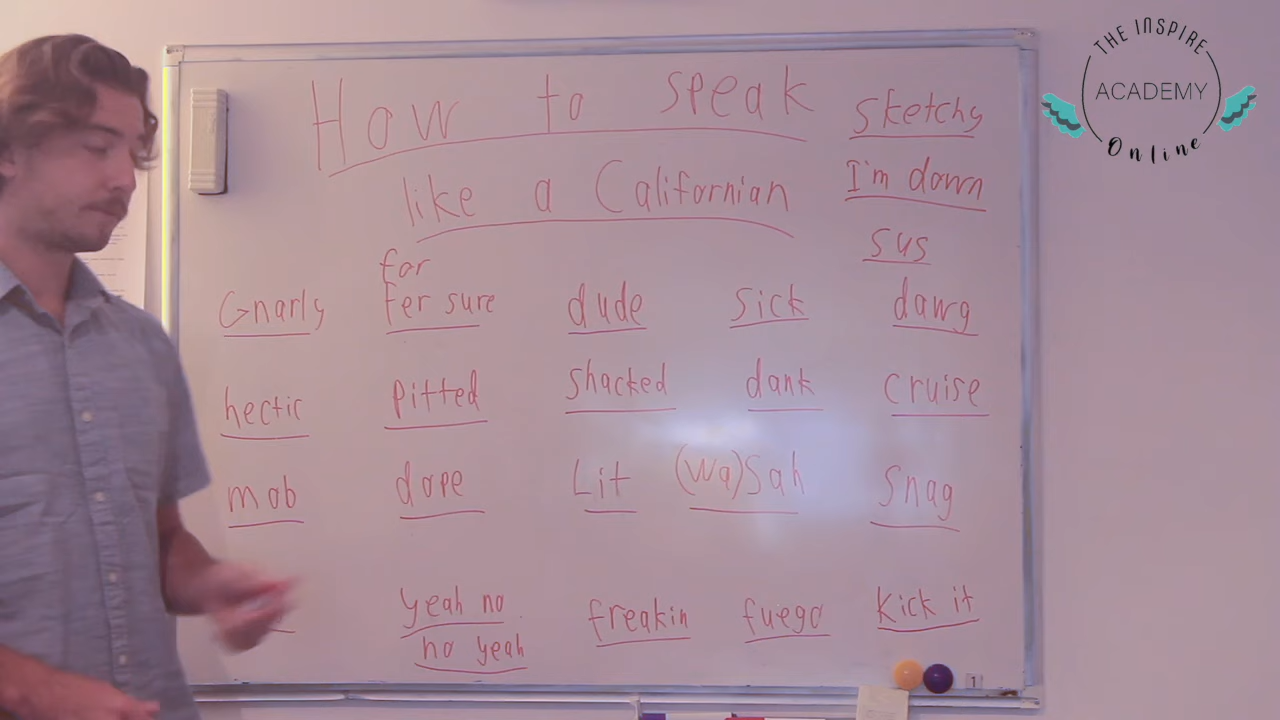 THE INSPIRE
ACADEMY
Online
How to speak
like a Californian
sketchy
I'm down
sus
for
Gnarly fer sure dude sick dawg
hectic pitted shacked dank cruise
mob dope Lit (Wa)Sah snag
yeah no freakin fuego kick it
no yeah
1